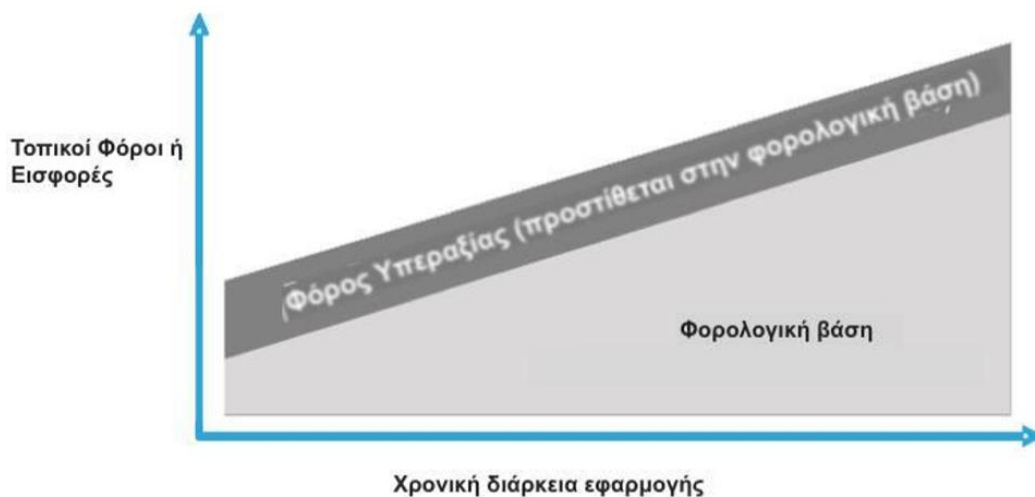 Τοπικοί Φόροι ή
Εισφορές
Φόρος Υπεραξίας (προστίθεται στην φορολογική βάση)
Φορολογική βάση
Χρονική διάρκεια εφαρμογής